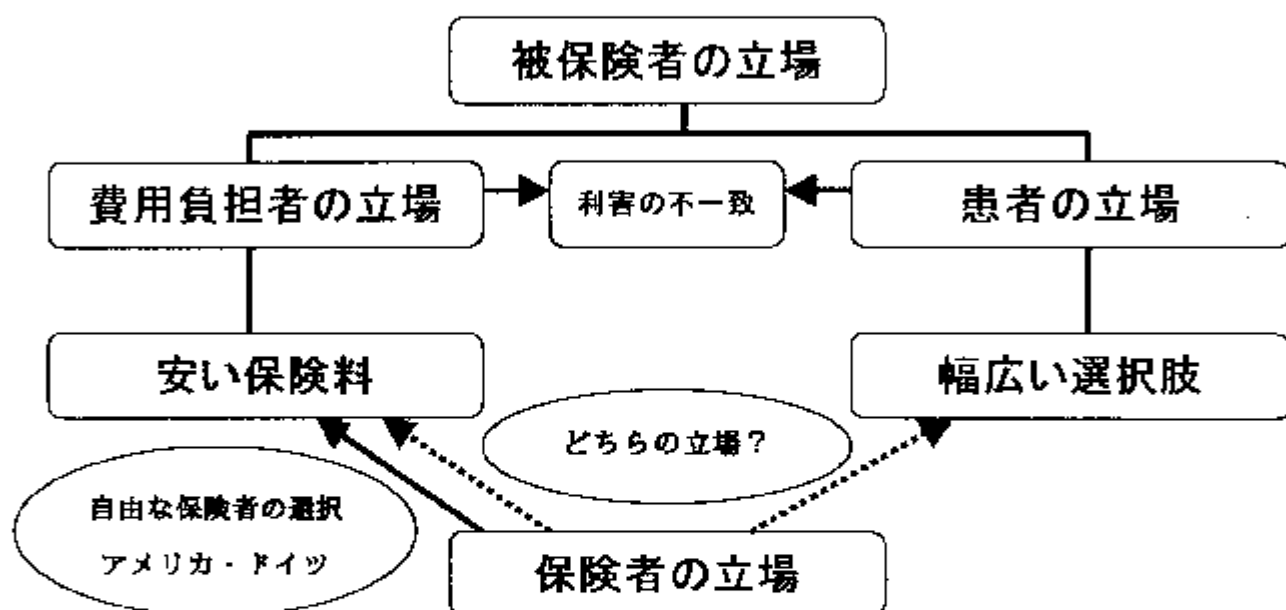 被保険者の立場
費用負担者の立場
利害の不一致
患者の立場
安い保険料
幅広い選択肢
どちらの立場？
自由な保険者の選択
アメリカ・ドイツ
保険者の立場